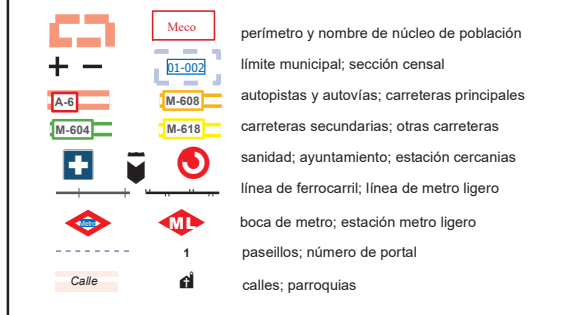 Meco
perímetro y nombre de núcleo de población
01-002
límite municipal; sección censal
A-6
M-608
autopistas y autovías; carreteras principales
M-604
M-618
carreteras secundarias; otras carreteras
sanidad; ayuntamiento; estación cercanias
línea de ferrocarril; línea de metro ligero
Metro
ML
boca de metro; estación metro ligero
1
paseillos; número de portal
Calle
calles; parroquias